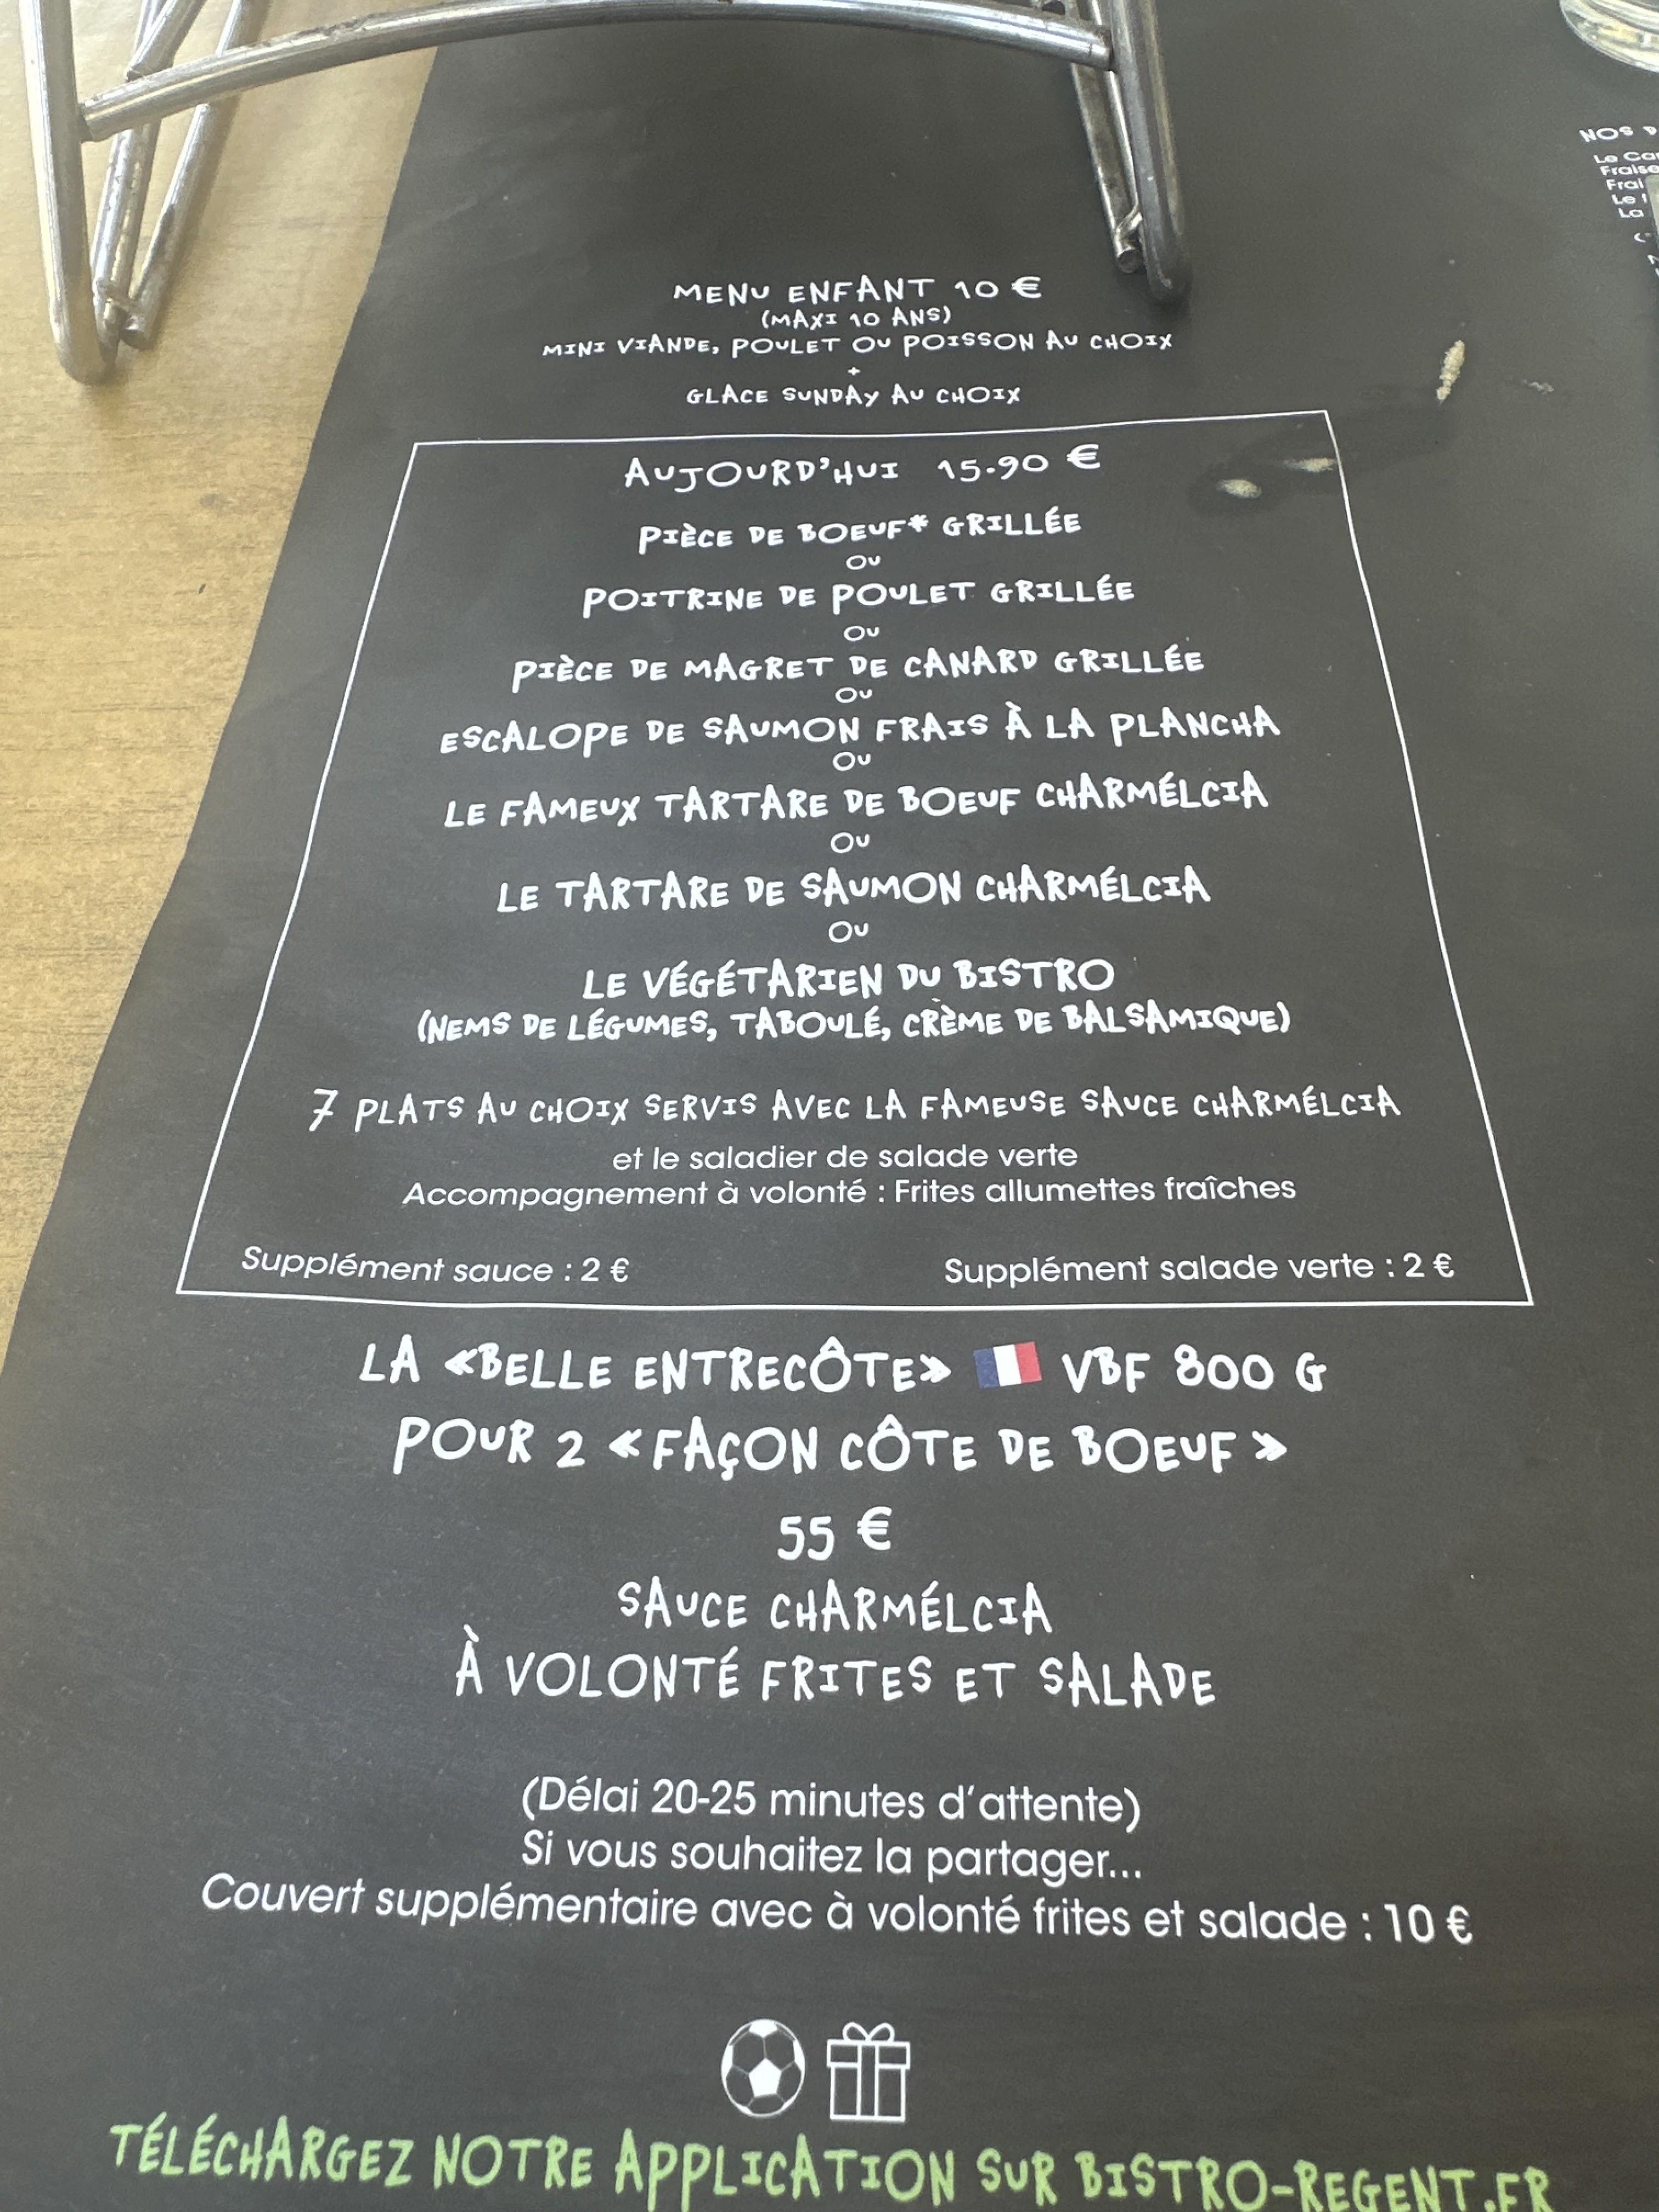 MENU ENFANT 10 €
(MAXI 10 ANS)
MINI VIANDE, POULET OU POISSON AU CHOIX
+
GLACE SUNDAY AU CHOIX
AUJOURD'HUI 15.90 €
PIÈCE DE BOEUF* GRILLÉE
OU
POITRINE DE POULET GRILLÉE
OU
PIÈCE DE MAGRET DE CANARD GRILLÉE
OU
ESCALOPE DE SAUMON FRAIS À LA PLANCHA
OU
LE FAMEUX TARTARE DE BOEUF CHARMÉLCIA
OU
LE TARTARE DE SAUMON CHARMÉLCIA
OU
LE VÉGÉTARIEN DU BISTRO
(NEMS DE LÉGUMES, TABOULÉ, CRÈME DE BALSAMIQUE)
7 PLATS AU CHOIX SERVIS AVEC LA FAMEUSE SAUCE CHARMÉLCIA
et le saladier de salade verte
Accompagnement à volonté : Frites allumettes fraîches
Supplément sauce : 2 € Supplément salade verte : 2 €
LA «BELLE ENTRECÔTE» VBF 800 G
POUR 2 « FAÇON CÔTE DE BOEUF »
55 €
SAUCE CHARMÉLCIA
À VOLONTÉ FRITES ET SALADE
(Délai 20-25 minutes d'attente)
Si vous souhaitez la partager...
Couvert supplémentaire avec à volonté frites et salade : 10 €
TÉLÉCHARGEZ NOTRE APPLICATION SUR BISTRO-REGENT.FR
NOS
Le
Fraise
Le
La